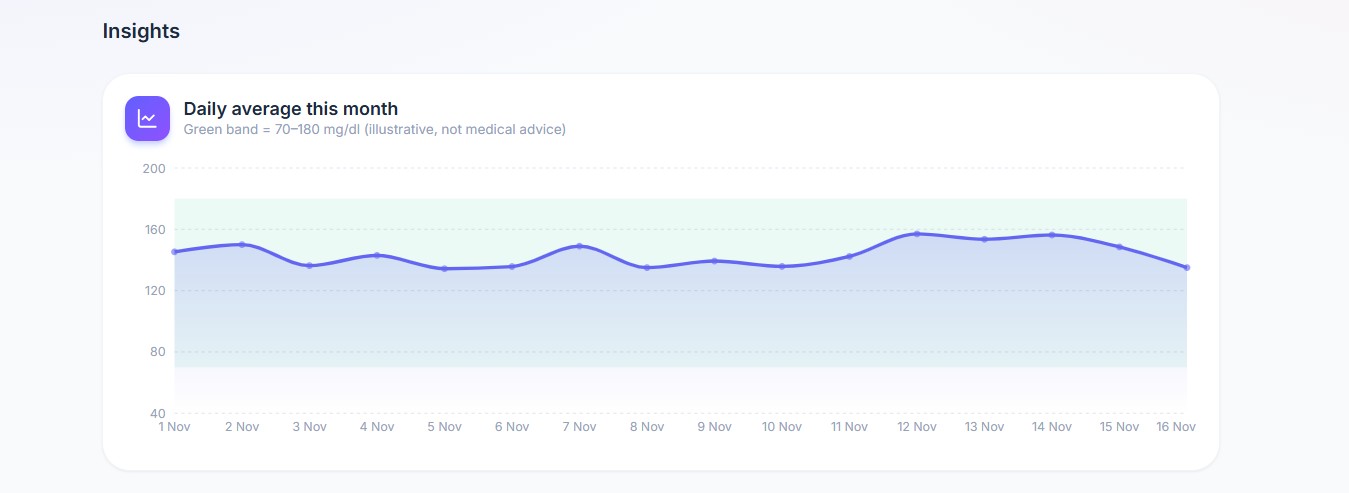 Insights
Daily average this month
Green band = 70–180 mg/dl (illustrative, not medical advice)
200
160
120
80
40
1 Nov 2 Nov 3 Nov 4 Nov 5 Nov 6 Nov 7 Nov 8 Nov 9 Nov 10 Nov 11 Nov 12 Nov 13 Nov 14 Nov 15 Nov 16 Nov